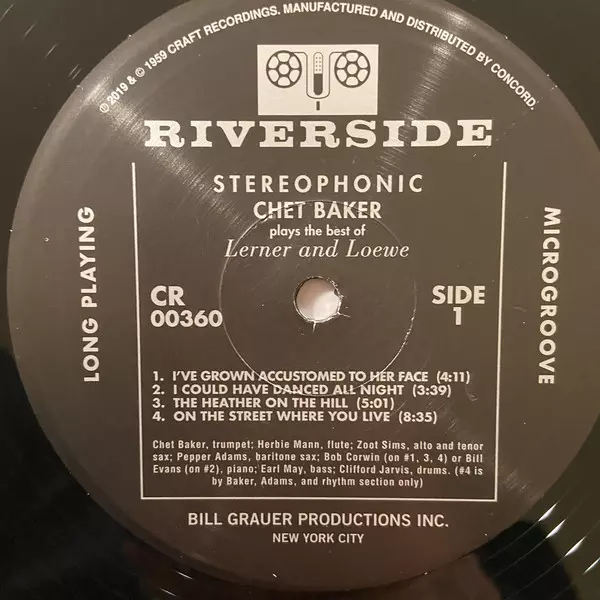 ℗ 2019 & © 1959 CRAFT RECORDINGS. MANUFACTURED AND DISTRIBUTED BY CONCORD.
RIVERSIDE
STEREOPHONIC
CHET BAKER
plays the best of
Lerner and Loewe
LONG PLAYING
MICROGROOVE
CR
00360
SIDE
1
1. I'VE GROWN ACCUSTOMED TO HER FACE (4:11)
2. I COULD HAVE DANCED ALL NIGHT (3:39)
3. THE HEATHER ON THE HILL (5:01)
4. ON THE STREET WHERE YOU LIVE (8:35)
Chet Baker, trumpet; Herbie Mann, flute; Zoot Sims, alto and tenor
sax; Pepper Adams, baritone sax; Bob Corwin (on #1, 3, 4) or Bill
Evans (on #2), piano; Earl May, bass; Clifford Jarvis, drums. (#4 is
by Baker, Adams, and rhythm section only)
BILL GRAUER PRODUCTIONS INC.
NEW YORK CITY